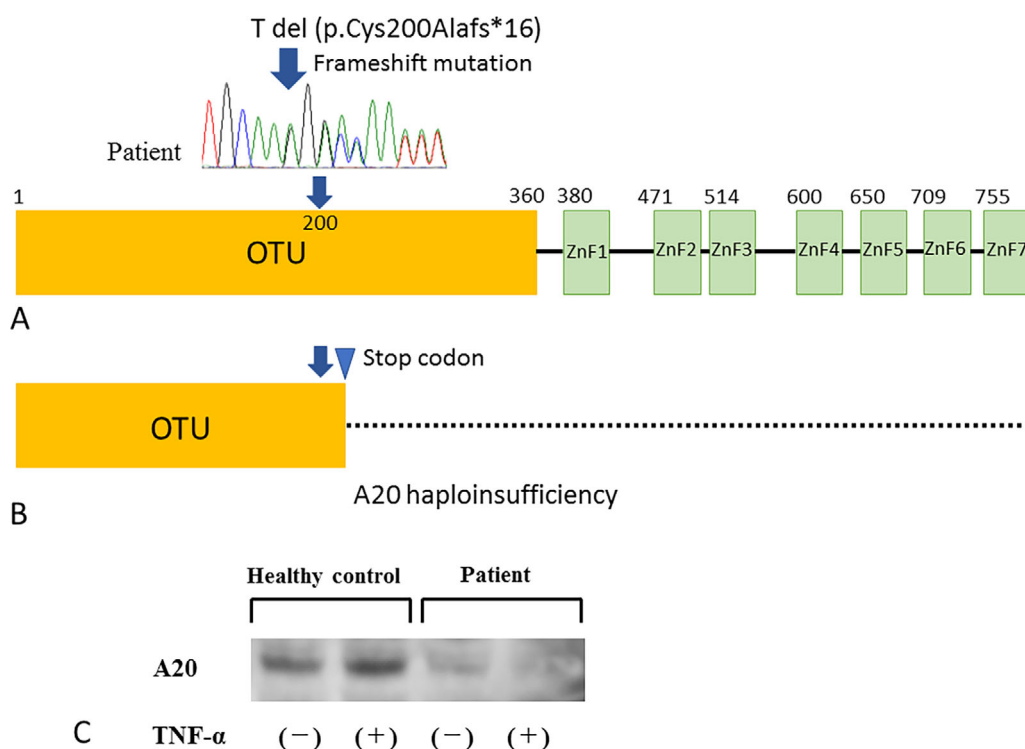 T del (p.Cys200Alafs*16)
Frameshift mutation
Patient
1 360 380 471 514 600 650 709 755
200
OTU ZnF1 ZnF2 ZnF3 ZnF4 ZnF5 ZnF6 ZnF7
A
Stop codon
OTU
A20 haploinsufficiency
B
Healthy control Patient
A20
C TNF-α (−) (+) (−) (+)